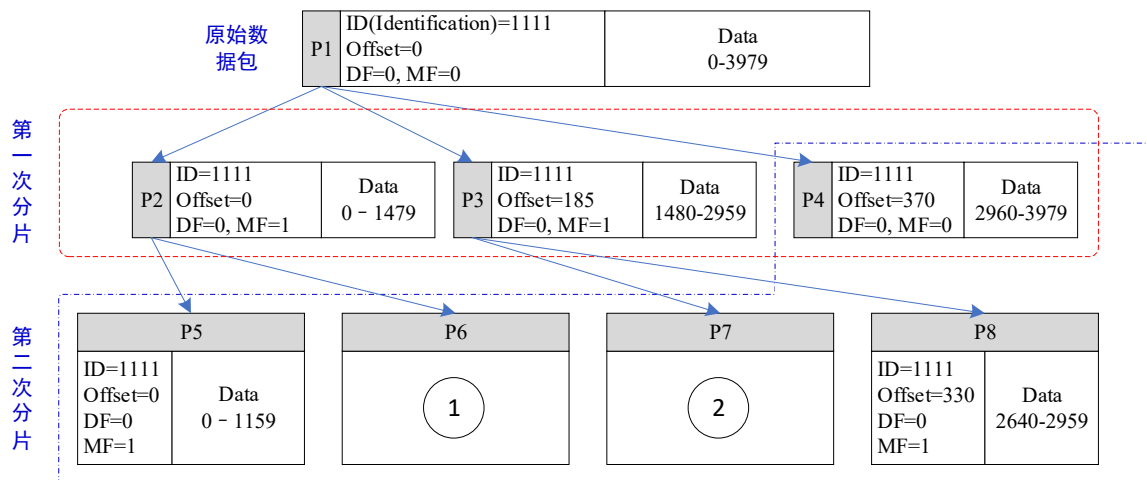 原始数
据包
P1
ID(Identification)=1111
Offset=0
DF=0, MF=0
Data
0-3979
第
一
次
分
片
P2
ID=1111
Offset=0
DF=0, MF=1
Data
0 - 1479
P3
ID=1111
Offset=185
DF=0, MF=1
Data
1480-2959
P4
ID=1111
Offset=370
DF=0, MF=0
Data
2960-3979
第
二
次
分
片
P5
ID=1111
Offset=0
DF=0
MF=1
Data
0 - 1159
P6
1
P7
2
P8
ID=1111
Offset=330
DF=0
MF=1
Data
2640-2959